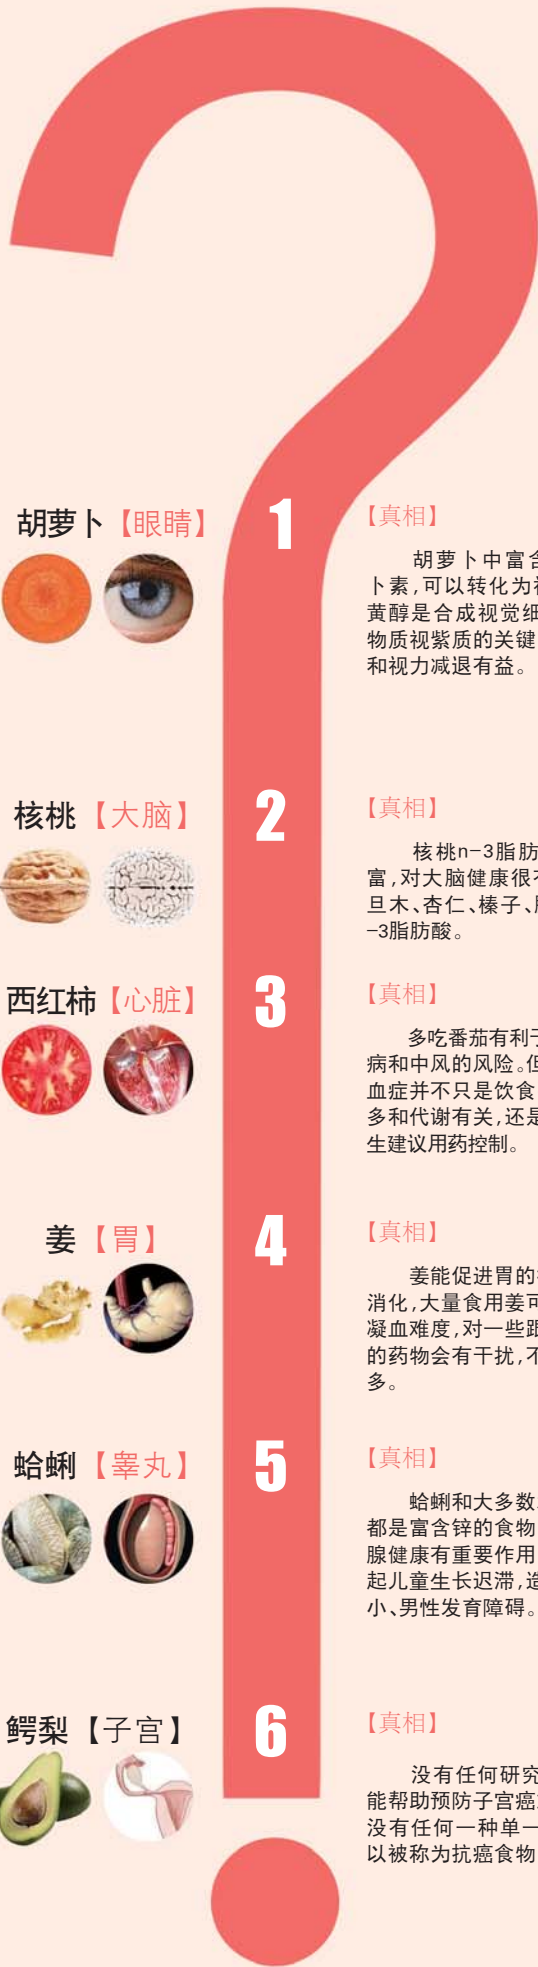 胡萝卜【眼睛】
1
【真相】
胡萝卜中富含
卜素,可以转化为
黄醇是合成视觉细
物质视紫质的关键
和视力减退有益。
核桃【大脑】
2
【真相】
核桃n-3脂肪
富,对大脑健康很
旦木、杏仁、榛子、
-3脂肪酸。
西红柿【心脏】
3
【真相】
多吃番茄有利于
病和中风的风险。但
血症并不只是饮食
多和代谢有关,还是
生建议用药控制。
姜【胃】
4
【真相】
姜能促进胃的
消化,大量食用姜可
凝血难度,对一些跟
的药物会有干扰,不
多。
蛤蜊【睾丸】
5
【真相】
蛤蜊和大多数
都是富含锌的食物
腺健康有重要作用
起儿童生长迟滞,造
小、男性发育障碍。
鳄梨【子宫】
6
【真相】
没有任何研究
能帮助预防子宫癌
没有任何一种单一
以被称为抗癌食物